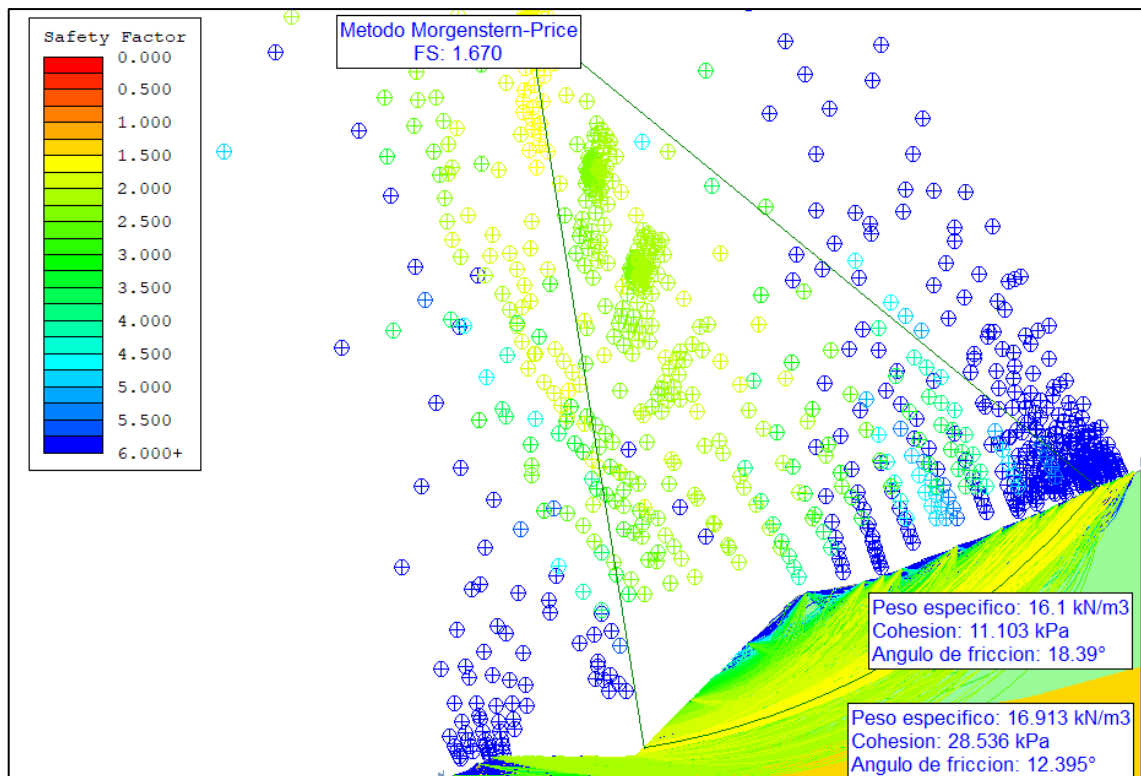 Safety Factor
0.000
0.500
1.000
1.500
2.000
2.500
3.000
3.500
4.000
4.500
5.000
5.500
6.000+
Metodo Morgenstern-Price
FS: 1.670
Peso especifico: 16.1 kN/m3
Cohesion: 11.103 kPa
Angulo de friccion: 18.39°
Peso especifico: 16.913 kN/m3
Cohesion: 28.536 kPa
Angulo de friccion: 12.395°